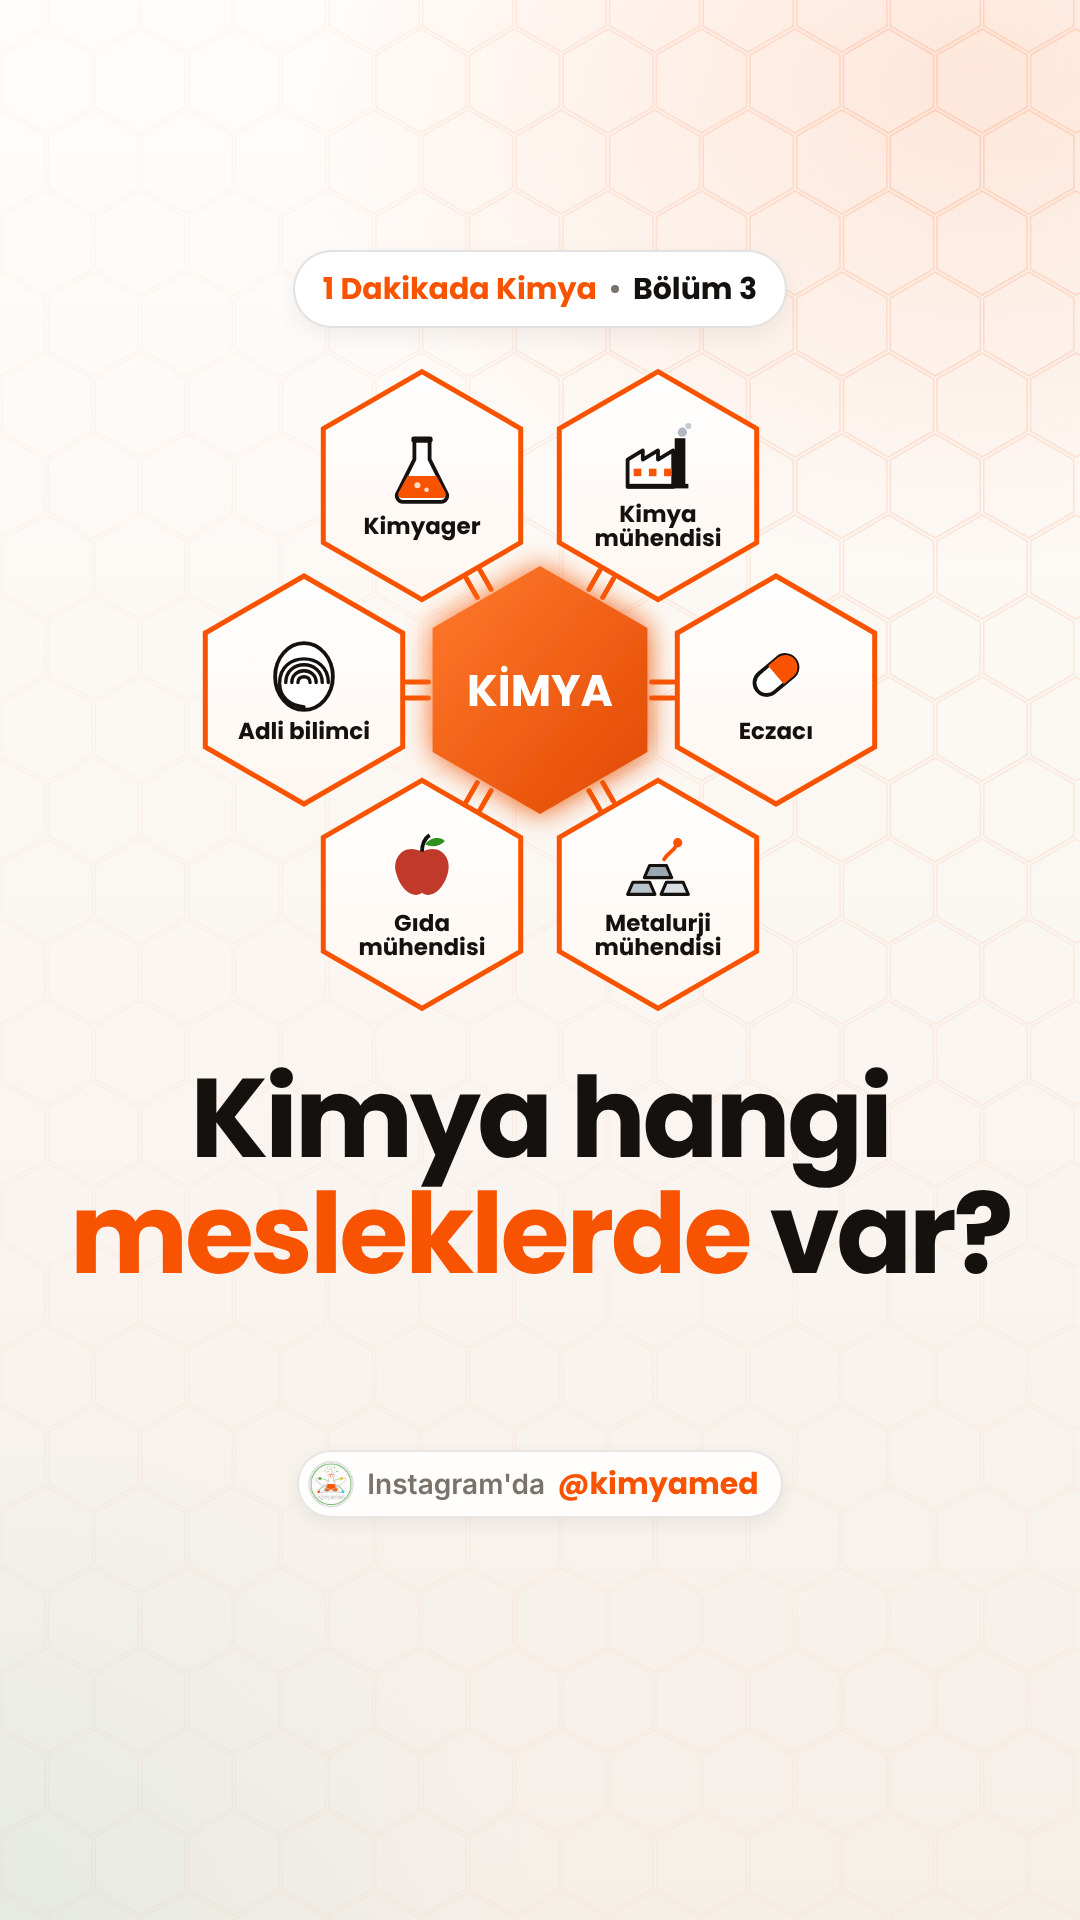 1 Dakikada Kimya • Bölüm 3
Kimyager
Kimya
mühendisi
Adli bilimci
KİMYA
Eczacı
Gıda
mühendisi
Metalurji
mühendisi
Kimya hangi
mesleklerde var?
Instagram'da @kimyamed